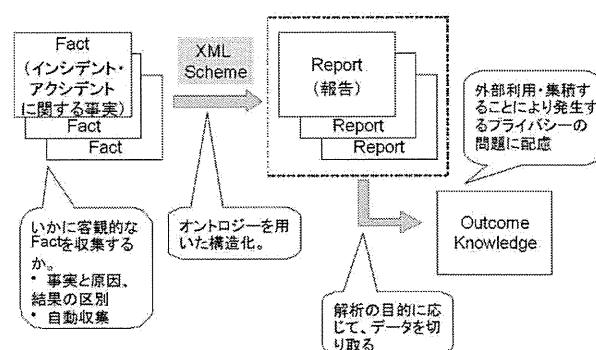 Fact
(インシデント・
アクシデント
に関する事実)
Fact
Fact
XML
Scheme
Report
(報告)
Report
Report
外部利用・集積す
ることにより発生す
るプライバシーの
問題に配慮
いかに客観的な
Factを収集する
か。
• 事実と原因、
結果の区別
• 自動収集
オントロジーを用
いた構造化。
Outcome
Knowledge
解析の目的に応
じて、データを切
り取る